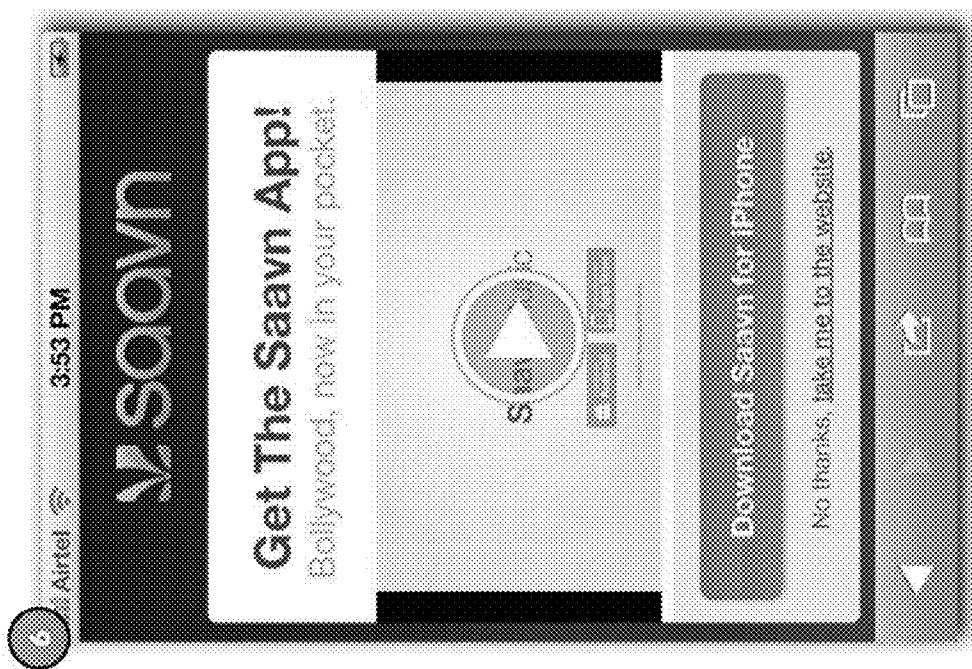 Airtel
3:53 PM
saavn
Get The Saavn App!
Bollywood, now in your pocket.
Download Saavn for iPhone
No thanks, take me to the website.